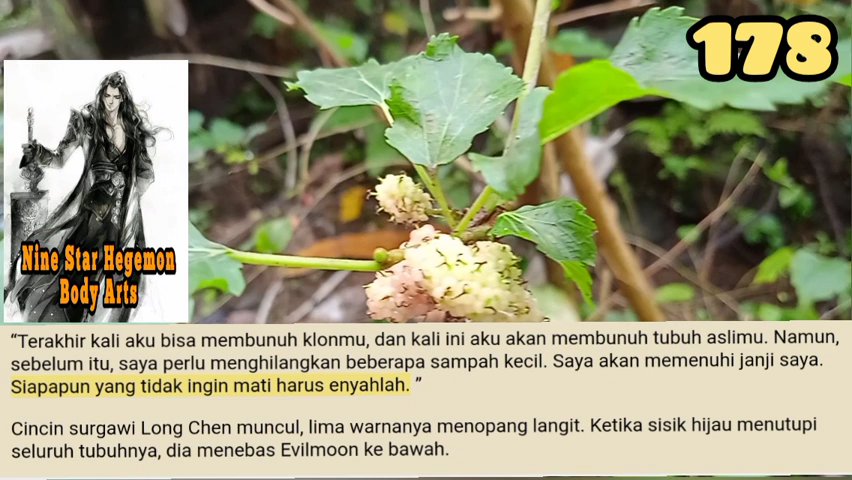 178
Nine Star Hegemon
Body Arts
“Terakhir kali aku bisa membunuh klonmu, dan kali ini aku akan membunuh tubuh aslimu. Namun,
sebelum itu, saya perlu menghilangkan beberapa sampah kecil. Saya akan memenuhi janji saya.
Siapapun yang tidak ingin mati harus enyahlah. ”
Cincin surgawi Long Chen muncul, lima warnanya menopang langit. Ketika sisik hijau menutupi
seluruh tubuhnya, dia menebas Evilmoon ke bawah.